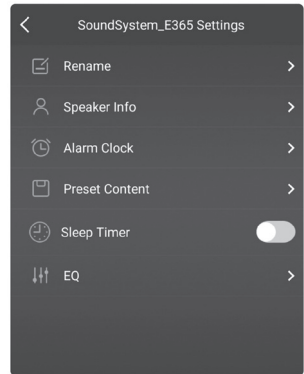 SoundSystem_E365 Settings
Rename
Speaker Info
Alarm Clock
Preset Content
Sleep Timer
EQ